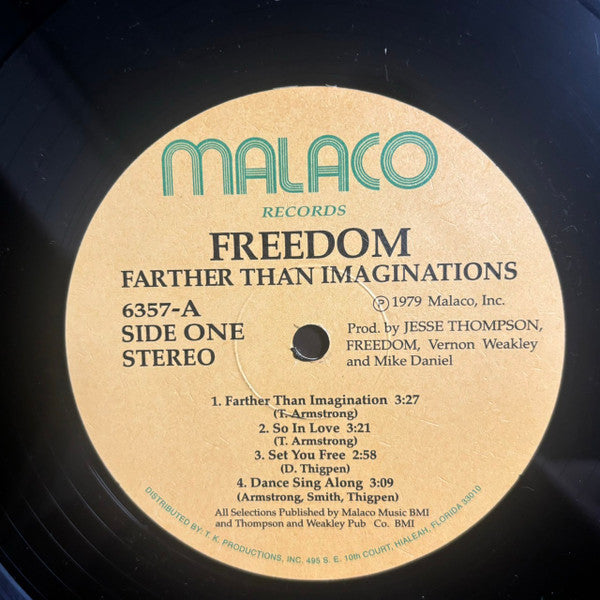 MALACO
RECORDS
FREEDOM
FARTHER THAN IMAGINATIONS
6357-A
SIDE ONE
STEREO
℗ 1979 Malaco, Inc.
Prod. by JESSE THOMPSON,
FREEDOM, Vernon Weakley
and Mike Daniel
1. Farther Than Imagination 3:27
(T. Armstrong)
2. So In Love 3:21
(T. Armstrong)
3. Set You Free 2:58
(D. Thigpen)
4. Dance Sing Along 3:09
(Armstrong, Smith, Thigpen)
All Selections Published by Malaco Music BMI
and Thompson and Weakley Pub Co. BMI
DISTRIBUTED BY: T. K. PRODUCTIONS, INC. 495 S. E. 10th COURT, HIALEAH, FLORIDA 33010